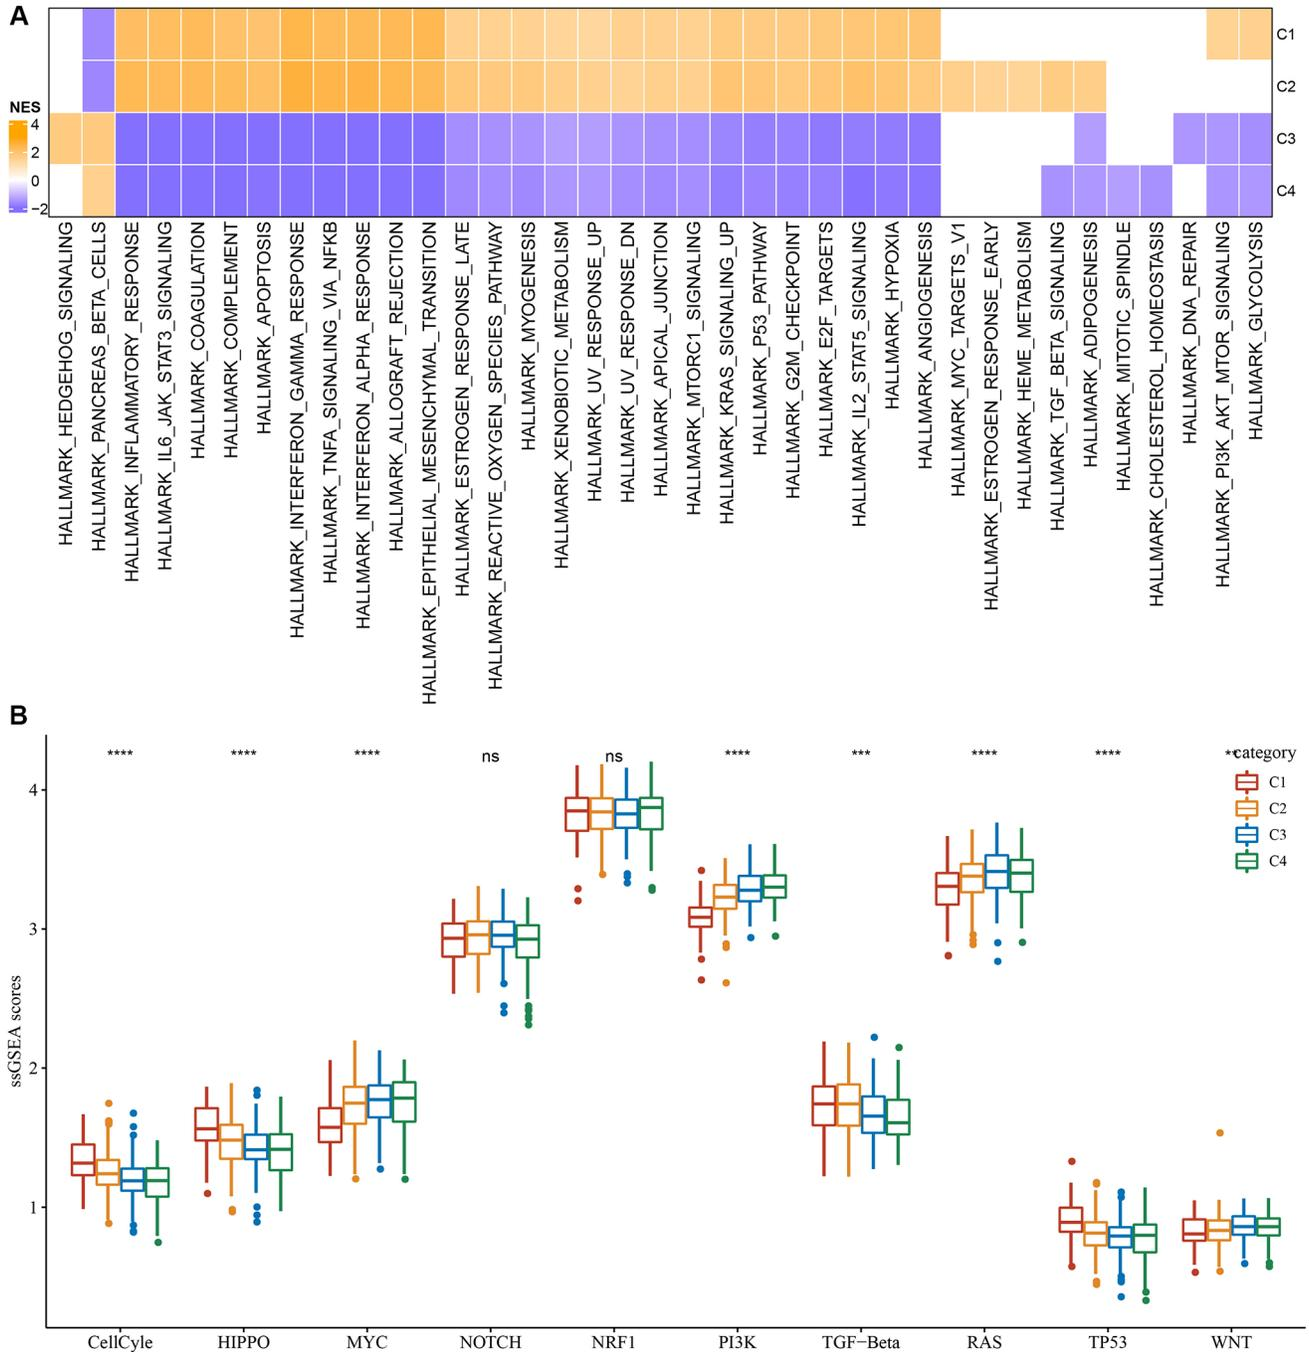 A
C1
C2
C3
C4
NES
4
2
0
−2
HALLMARK_HEDGEHOG_SIGNALING
HALLMARK_PANCREAS_BETA_CELLS
HALLMARK_INFLAMMATORY_RESPONSE
HALLMARK_IL6_JAK_STAT3_SIGNALING
HALLMARK_COAGULATION
HALLMARK_COMPLEMENT
HALLMARK_APOPTOSIS
HALLMARK_INTERFERON_GAMMA_RESPONSE
HALLMARK_TNFA_SIGNALING_VIA_NFKB
HALLMARK_INTERFERON_ALPHA_RESPONSE
HALLMARK_ALLOGRAFT_REJECTION
HALLMARK_EPITHELIAL_MESENCHYMAL_TRANSITION
HALLMARK_ESTROGEN_RESPONSE_LATE
HALLMARK_REACTIVE_OXYGEN_SPECIES_PATHWAY
HALLMARK_MYOGENESIS
HALLMARK_XENOBIOTIC_METABOLISM
HALLMARK_UV_RESPONSE_UP
HALLMARK_UV_RESPONSE_DN
HALLMARK_APICAL_JUNCTION
HALLMARK_MTORC1_SIGNALING
HALLMARK_KRAS_SIGNALING_UP
HALLMARK_P53_PATHWAY
HALLMARK_G2M_CHECKPOINT
HALLMARK_E2F_TARGETS
HALLMARK_IL2_STAT5_SIGNALING
HALLMARK_HYPOXIA
HALLMARK_ANGIOGENESIS
HALLMARK_MYC_TARGETS_V1
HALLMARK_ESTROGEN_RESPONSE_EARLY
HALLMARK_HEME_METABOLISM
HALLMARK_TGF_BETA_SIGNALING
HALLMARK_ADIPOGENESIS
HALLMARK_MITOTIC_SPINDLE
HALLMARK_CHOLESTEROL_HOMEOSTASIS
HALLMARK_DNA_REPAIR
HALLMARK_PI3K_AKT_MTOR_SIGNALING
HALLMARK_GLYCOLYSIS
B
**** **** **** ns ns **** *** **** **** **
category
C1
C2
C3
C4
ssGSEA scores
4
3
2
1
CellCyle HIPPO MYC NOTCH NRF1 PI3K TGF−Beta RAS TP53 WNT